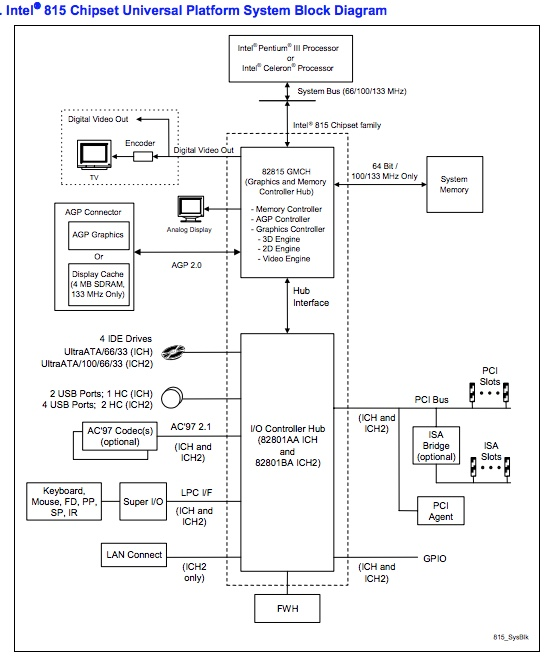 . Intel® 815 Chipset Universal Platform System Block Diagram
Intel® Pentium® III Processor
or
Intel® Celeron® Processor
System Bus (66/100/133 MHz)
Intel® 815 Chipset family
Digital Video Out
Encoder
Digital Video Out
TV
82815 GMCH
(Graphics and Memory
Controller Hub)
- Memory Controller
- AGP Controller
- Graphics Controller
- 3D Engine
- 2D Engine
- Video Engine
64 Bit /
100/133 MHz Only
System
Memory
Analog Display
AGP Connector
AGP Graphics
Or
Display Cache
(4 MB SDRAM,
133 MHz Only)
AGP 2.0
Hub
Interface
4 IDE Drives
UltraATA/66/33 (ICH)
UltraATA/100/66/33 (ICH2)
2 USB Ports; 1 HC (ICH)
4 USB Ports; 2 HC (ICH2)
AC'97 Codec(s)
(optional)
AC'97 2.1
(ICH and
ICH2)
I/O Controller Hub
(82801AA ICH
and
82801BA ICH2)
PCI Bus
(ICH and
ICH2)
PCI
Slots
ISA
Bridge
(optional)
ISA
Slots
PCI
Agent
Keyboard,
Mouse, FD, PP,
SP, IR
Super I/O
LPC I/F
(ICH and
ICH2)
LAN Connect
(ICH2
only)
GPIO
(ICH and
ICH2)
FWH
815_SysBlk